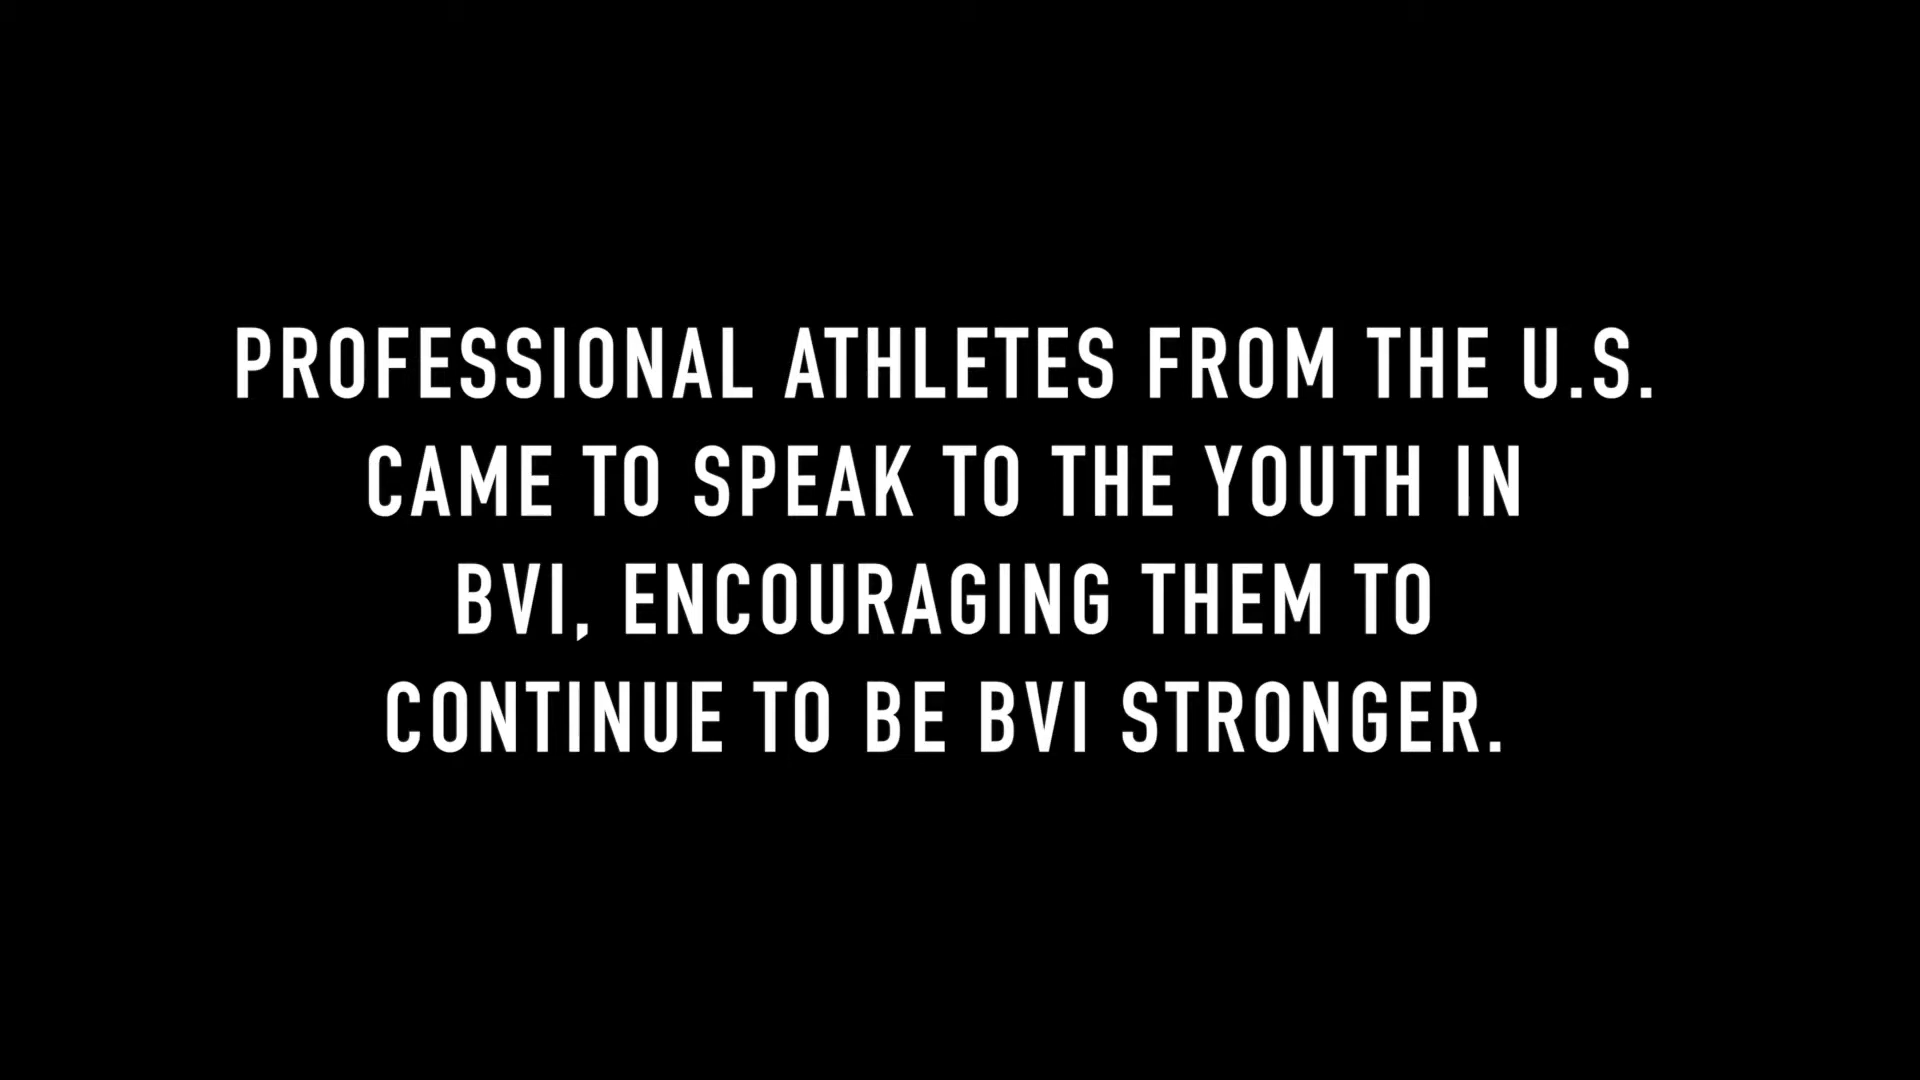 PROFESSIONAL ATHLETES FROM THE U.S.
CAME TO SPEAK TO THE YOUTH IN
BVI, ENCOURAGING THEM TO
CONTINUE TO BE BVI STRONGER.